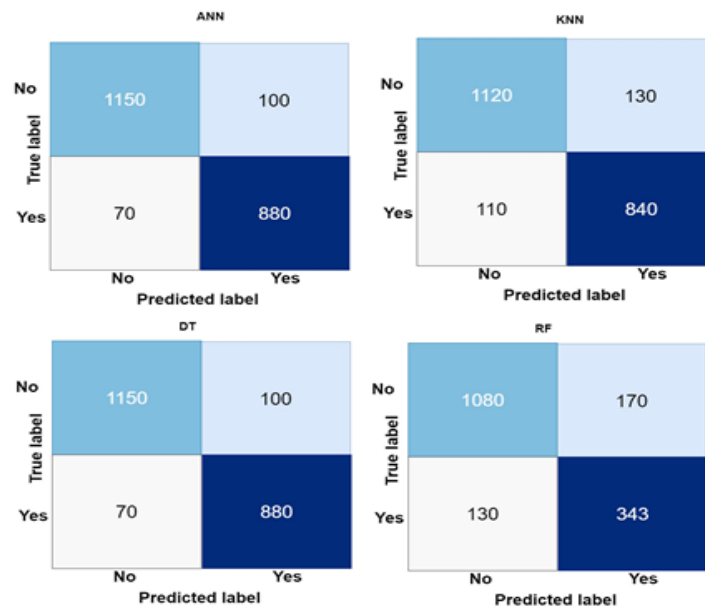 ANN
No
1150 100
True label
Yes
70 880
No Yes
Predicted label
KNN
No
1120 130
True label
Yes
110 840
No Yes
Predicted label
DT
No
1150 100
True label
Yes
70 880
No Yes
Predicted label
RF
No
1080 170
True label
Yes
130 343
No Yes
Predicted label